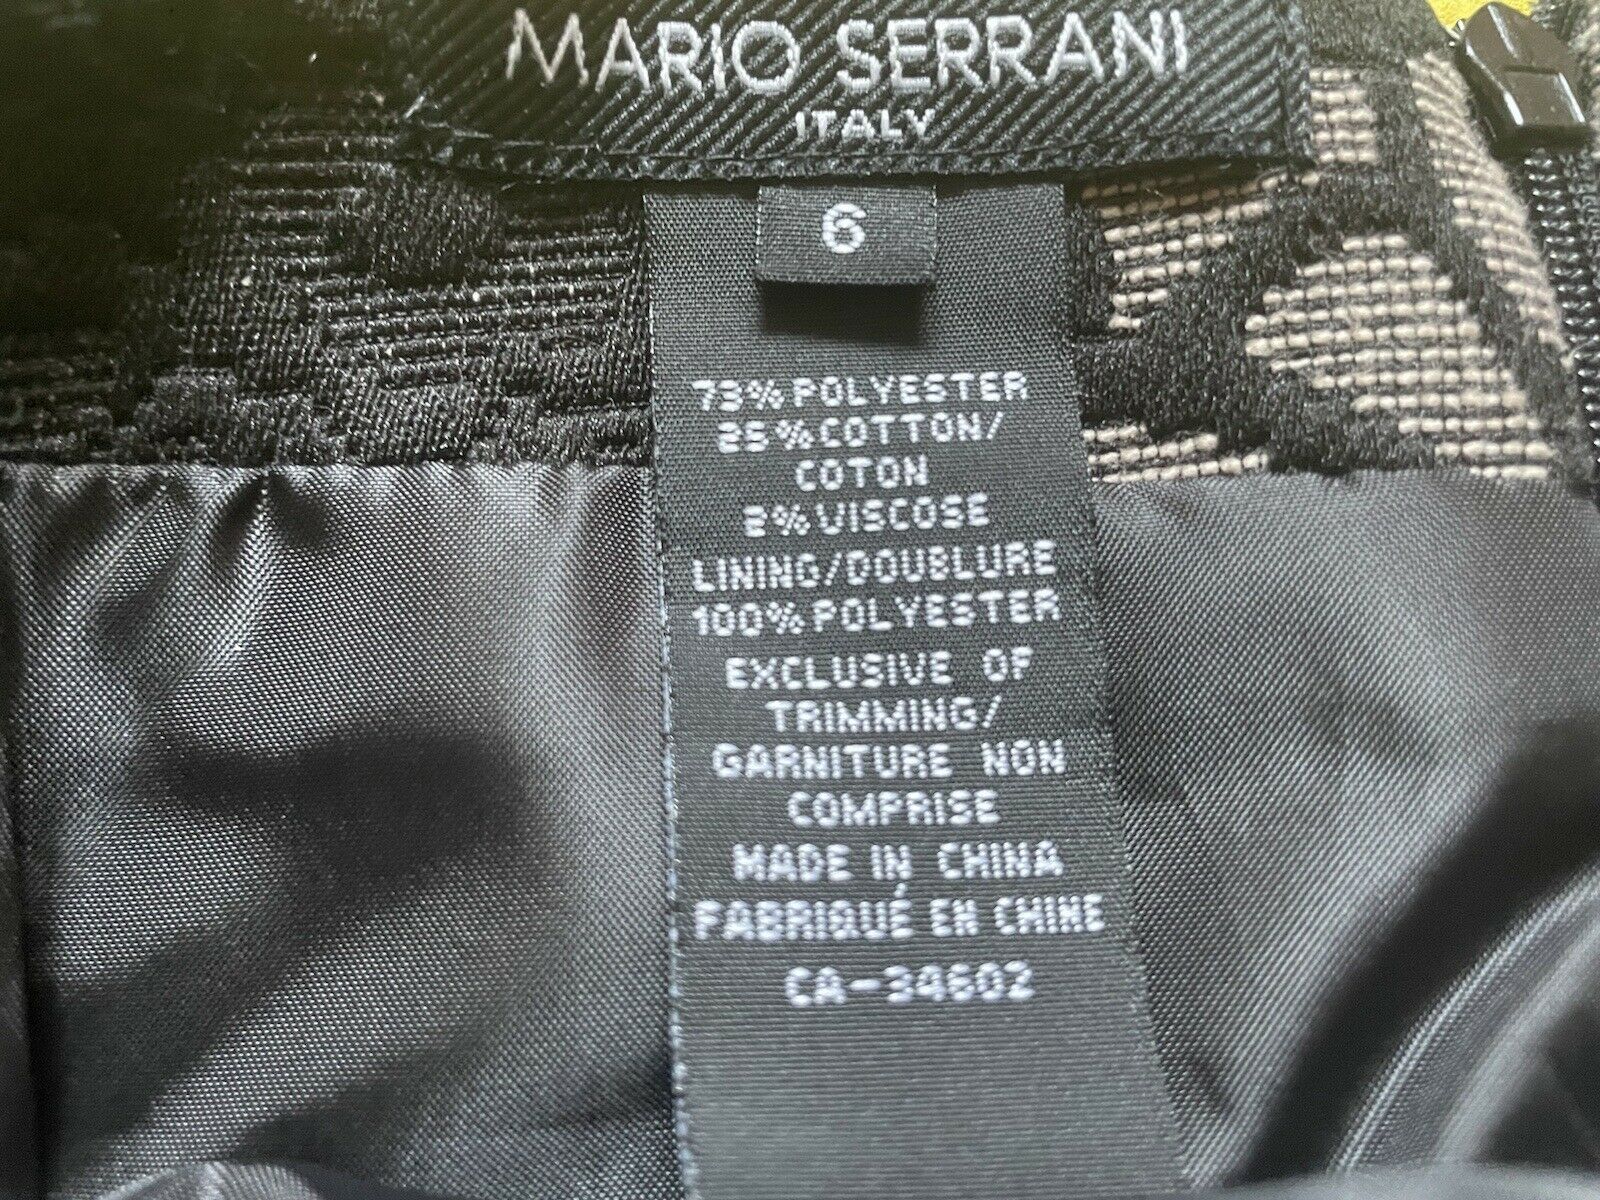 MARIO SERRANI
ITALY
6
73% POLYESTER
25% COTTON/
COTON
2% VISCOSE
LINING/DOUBLURE
100% POLYESTER
EXCLUSIVE OF
TRIMMING/
GARNITURE NON
COMPRISE
MADE IN CHINA
FABRIQUÉ EN CHINE
CA-34602